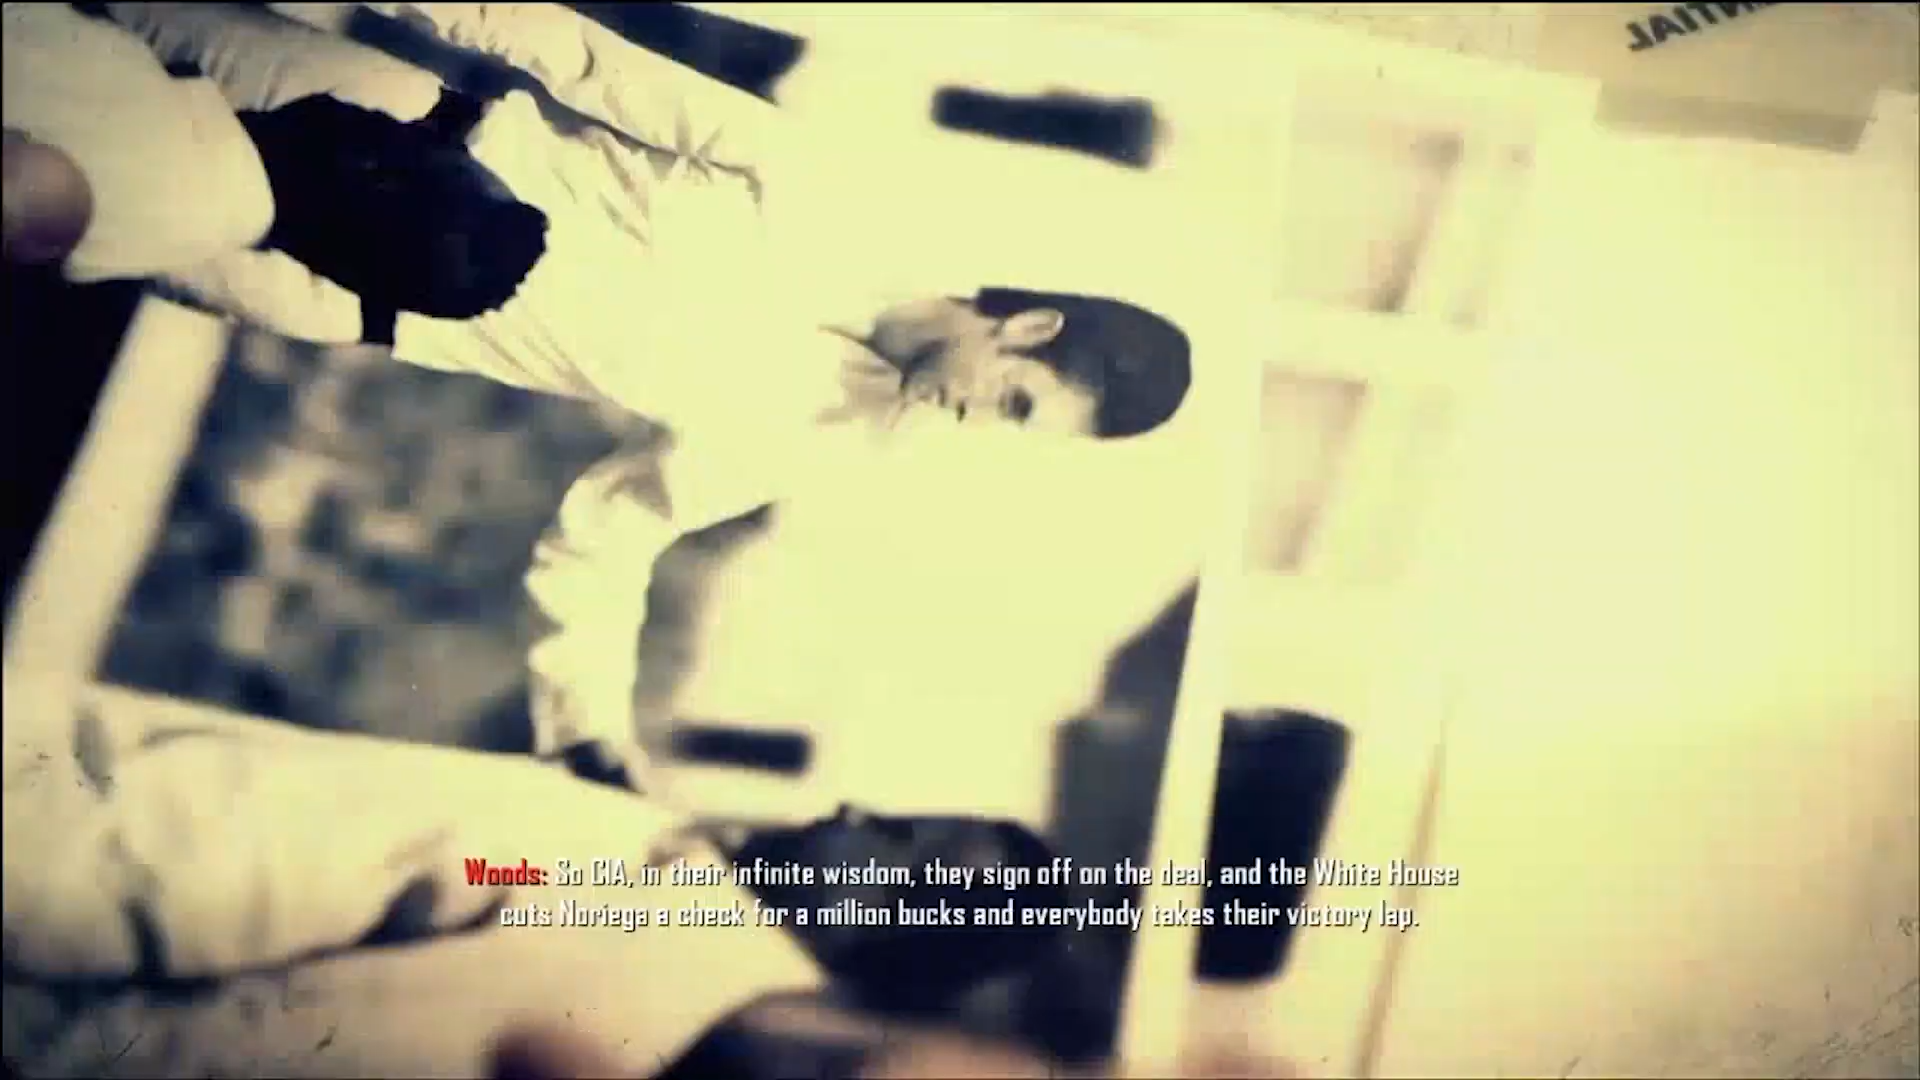 NTIAL
Woods: So CIA, in their infinite wisdom, they sign off on the deal, and the White House
cuts Noriega a check for a million bucks and everybody takes their victory lap.